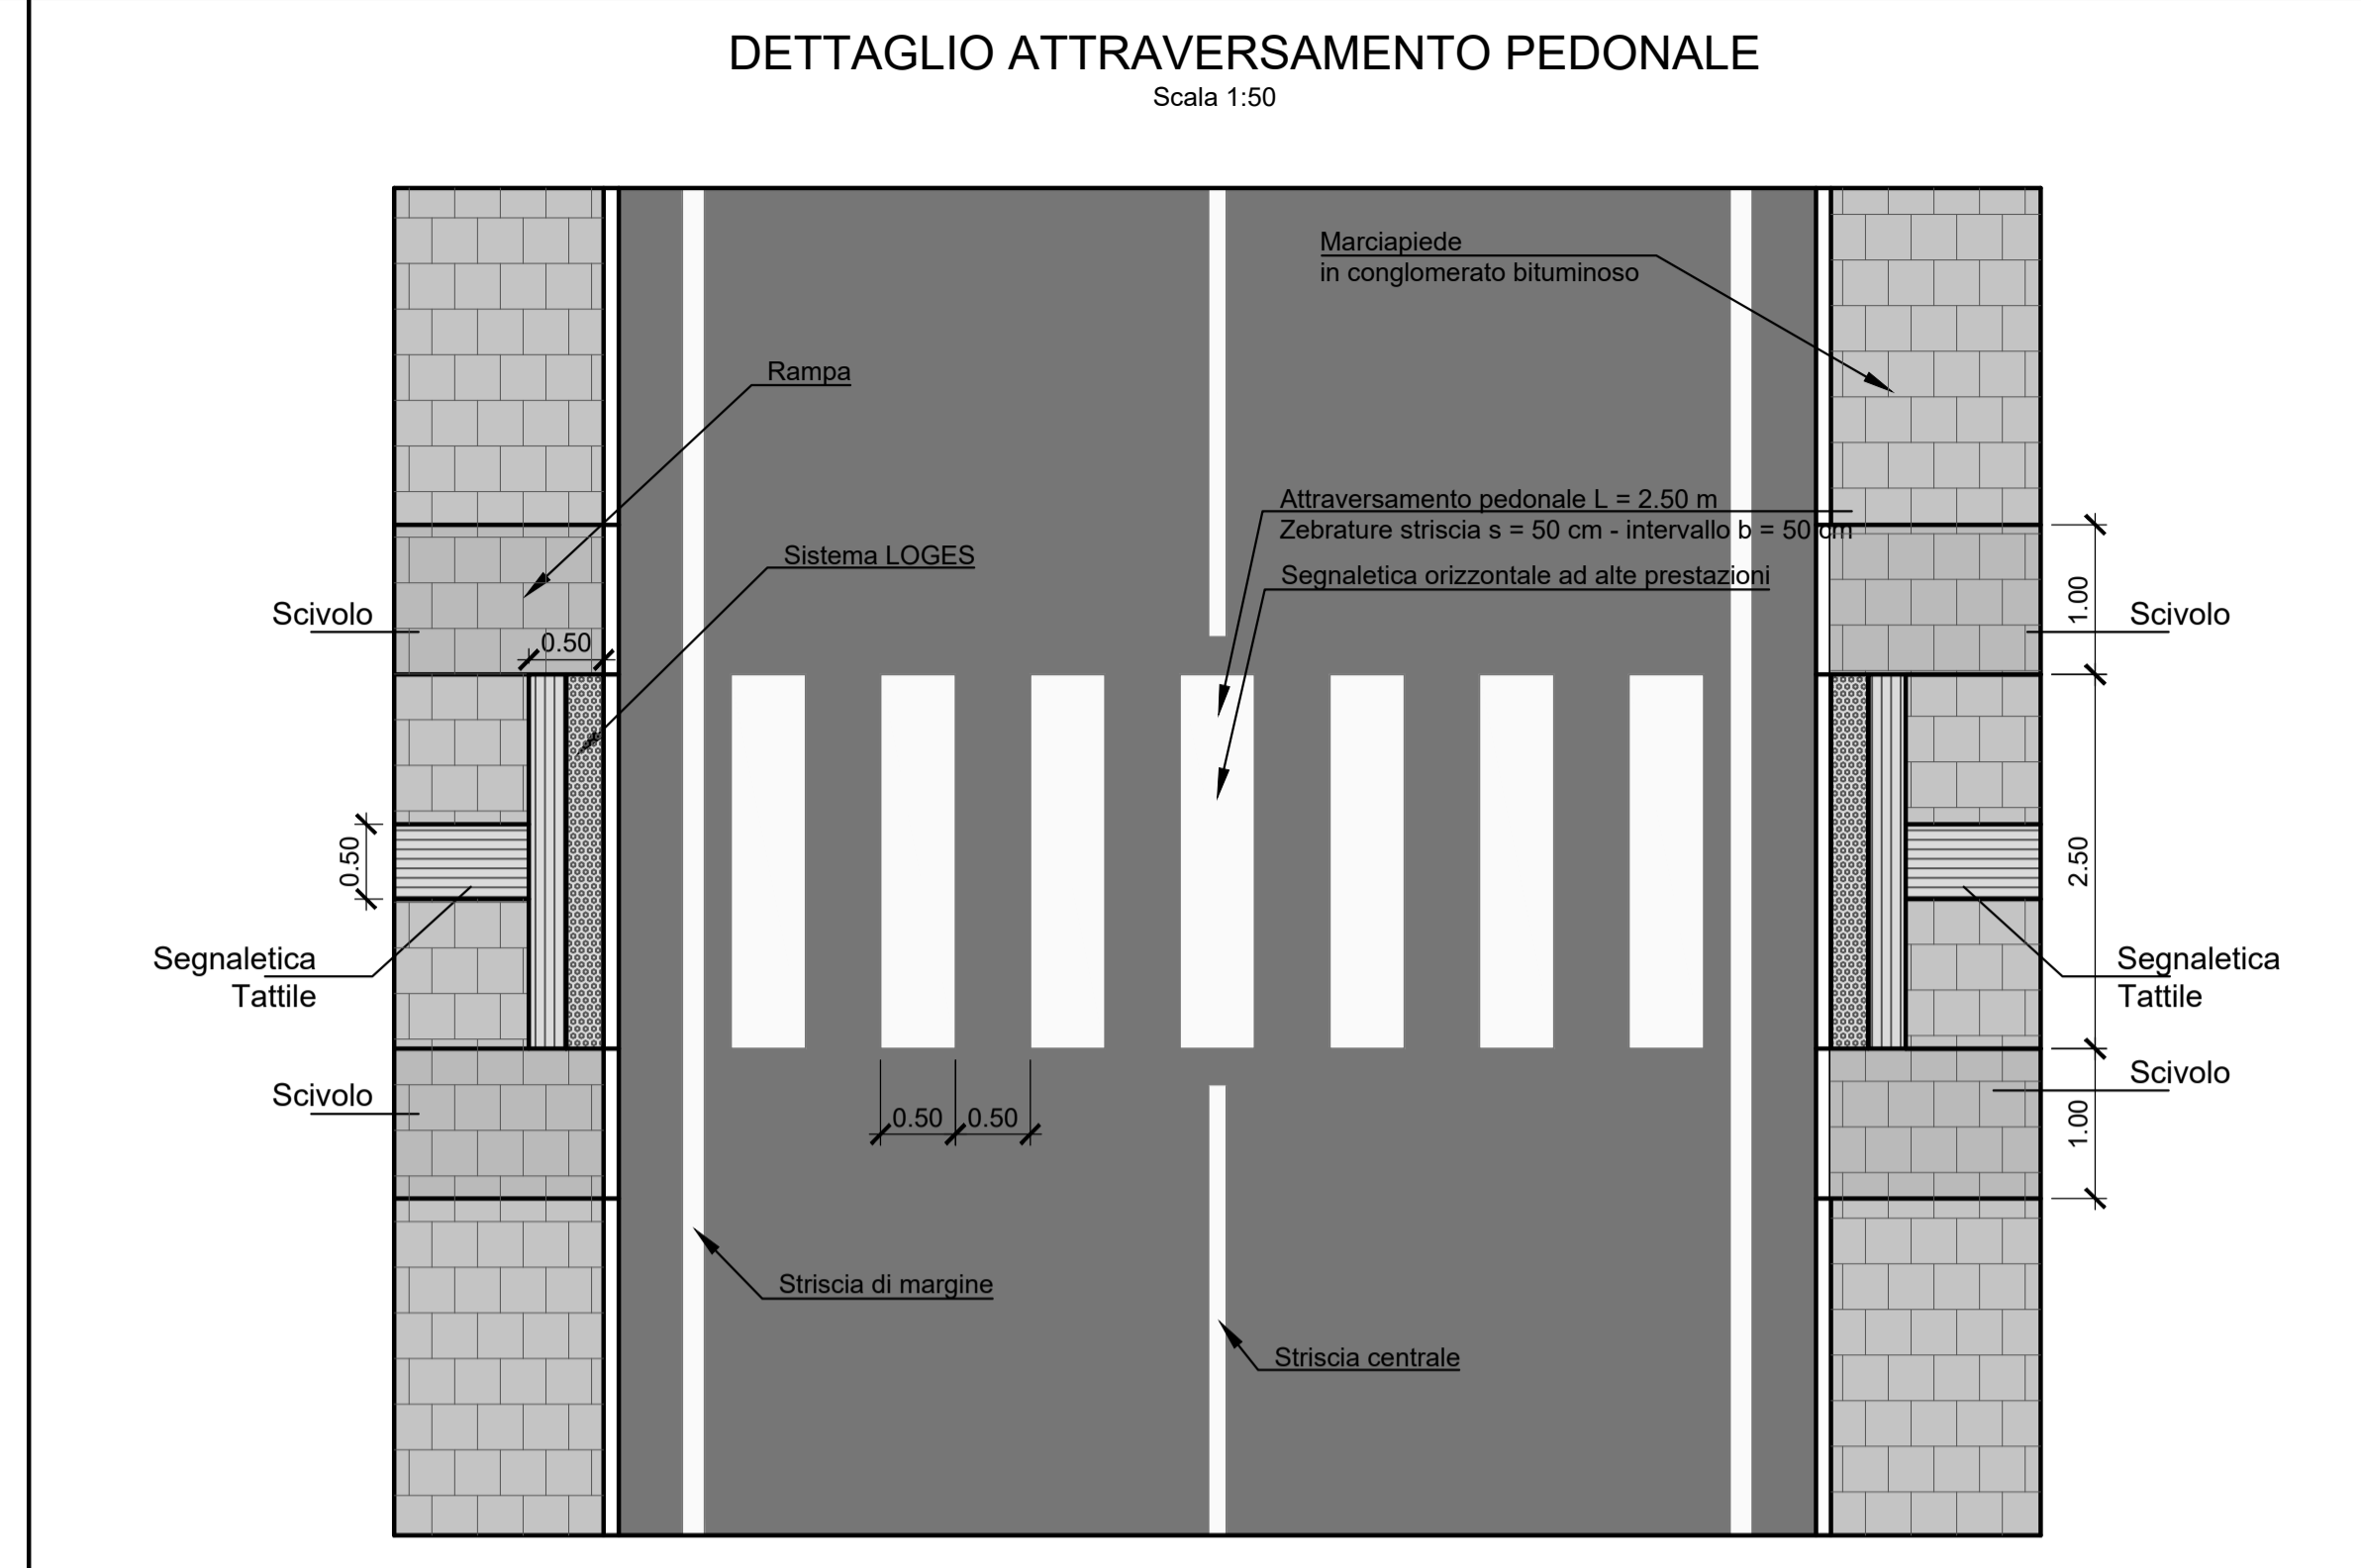 DETTAGLIO ATTRAVERSAMENTO PEDONALE
Scala 1:50
Marciapiede
in conglomerato bituminoso
Rampa
Attraversamento pedonale L = 2.50 m
Zebrature striscia s = 50 cm - intervallo b = 50 cm
Sistema LOGES
Segnaletica orizzontale ad alte prestazioni
Scivolo
0.50
1.00
Scivolo
0.50
2.50
Segnaletica
Tattile
Segnaletica
Tattile
Scivolo
0.50
0.50
1.00
Scivolo
Striscia di margine
Striscia centrale